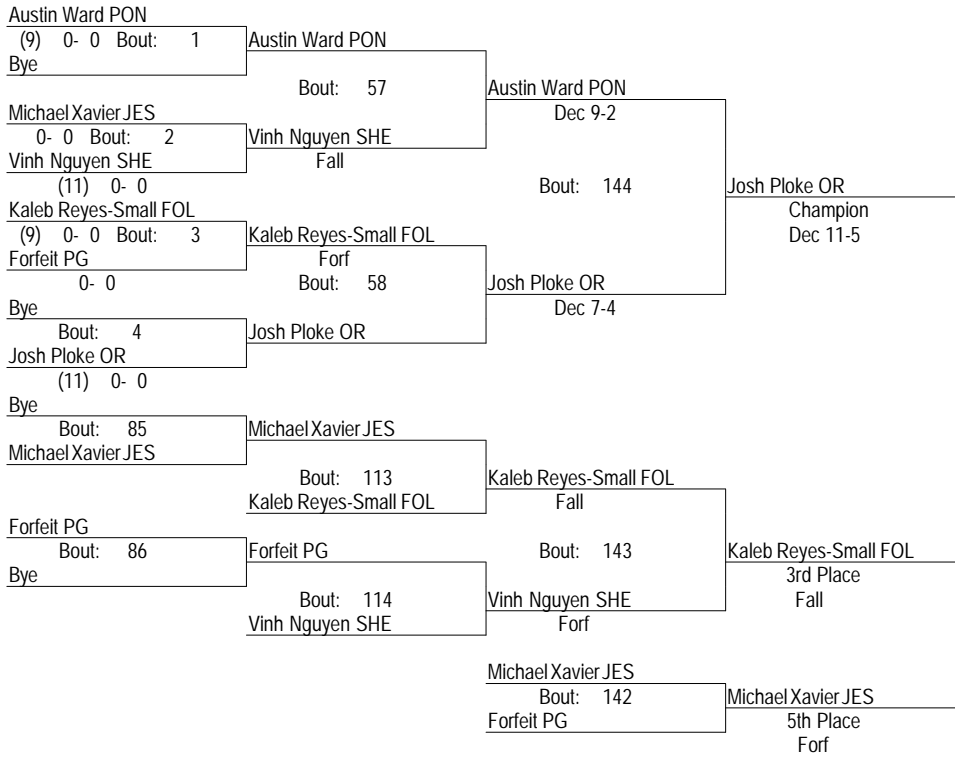 Austin Ward PON
(9) 0- 0 Bout: 1
Austin Ward PON
Bye
Bout: 57
Austin Ward PON
Michael Xavier JES
Dec 9-2
0- 0 Bout: 2
Vinh Nguyen SHE
Vinh Nguyen SHE
Fall
(11) 0- 0
Bout: 144
Josh Ploke OR
Kaleb Reyes-Small FOL
Champion
(9) 0- 0 Bout: 3
Kaleb Reyes-Small FOL
Dec 11-5
Forfeit PG
Forf
0- 0
Bout: 58
Josh Ploke OR
Bye
Dec 7-4
Bout: 4
Josh Ploke OR
Josh Ploke OR
(11) 0- 0
Bye
Bout: 85
Michael Xavier JES
Michael Xavier JES
Bout: 113
Kaleb Reyes-Small FOL
Kaleb Reyes-Small FOL
Fall
Forfeit PG
Bout: 86
Forfeit PG
Bout: 143
Kaleb Reyes-Small FOL
Bye
3rd Place
Bout: 114
Vinh Nguyen SHE
Fall
Vinh Nguyen SHE
Forf
Michael Xavier JES
Bout: 142
Michael Xavier JES
Forfeit PG
5th Place
Forf